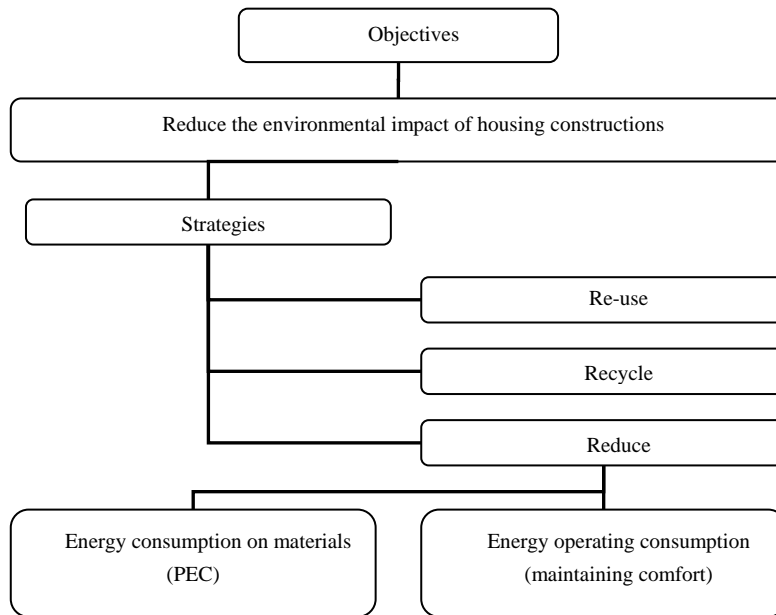 Objectives
Reduce the environmental impact of housing constructions
Strategies
Re-use
Recycle
Reduce
Energy consumption on materials
(PEC)
Energy operating consumption
(maintaining comfort)